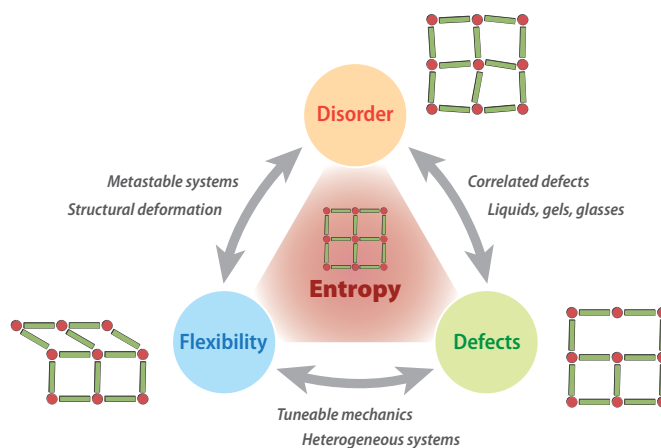 Disorder
Metastable systems
Structural deformation
Correlated defects
Liquids, gels, glasses
Entropy
Flexibility
Defects
Tuneable mechanics
Heterogeneous systems